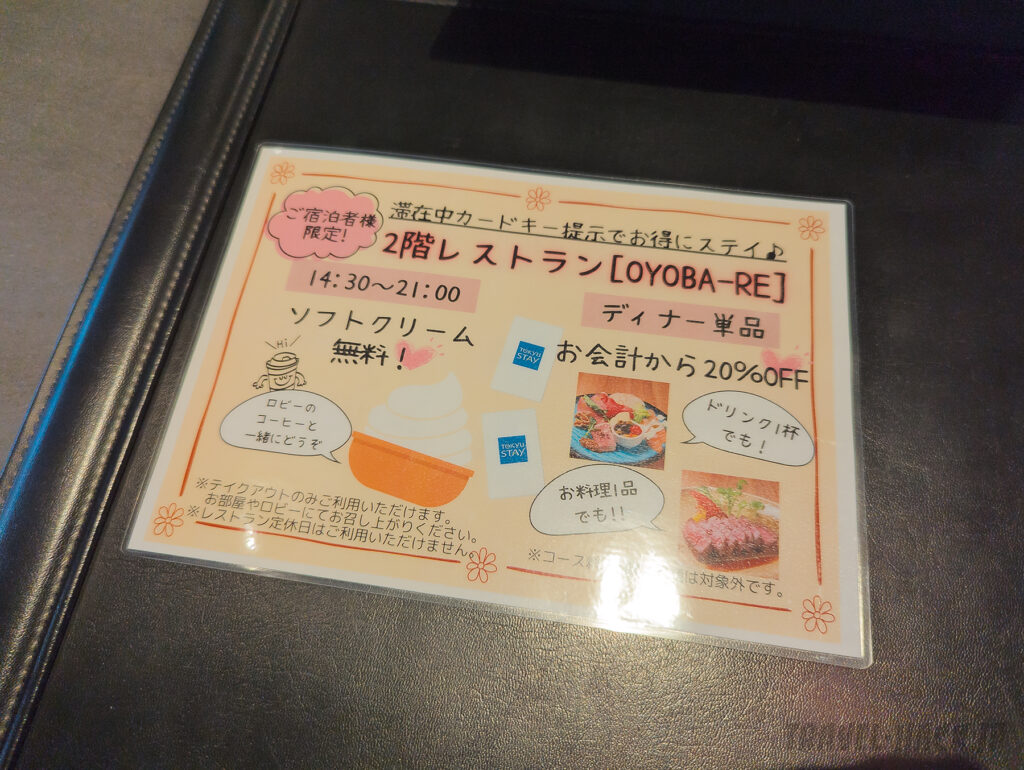 ご宿泊者様
限定!
滞在中カードキー提示でお得にステイ♪
2階レストラン[OYOBA-RE]
14:30〜21:00
ソフトクリーム
無料!
Hi
ロビーの
コーヒーと
一緒にどうぞ
※テイクアウトのみご利用いただけます。
お部屋やロビーにてお召し上がりください。
※レストラン定休日はご利用いただけません。
TOKYU
STAY
TOKYU
STAY
ディナー単品
お会計から20%OFF
ドリンク1杯
でも!
お料理1品
でも!!
※コース
は対象外です。
TRAVEL-HACK.IT